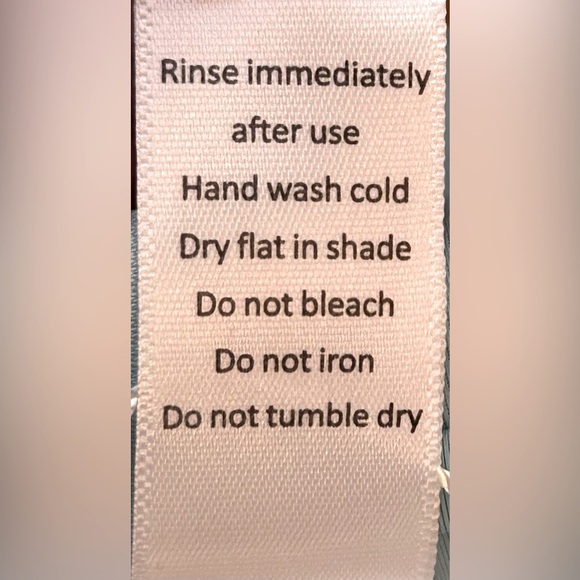 Rinse immediately
after use
Hand wash cold
Dry flat in shade
Do not bleach
Do not iron
Do not tumble dry